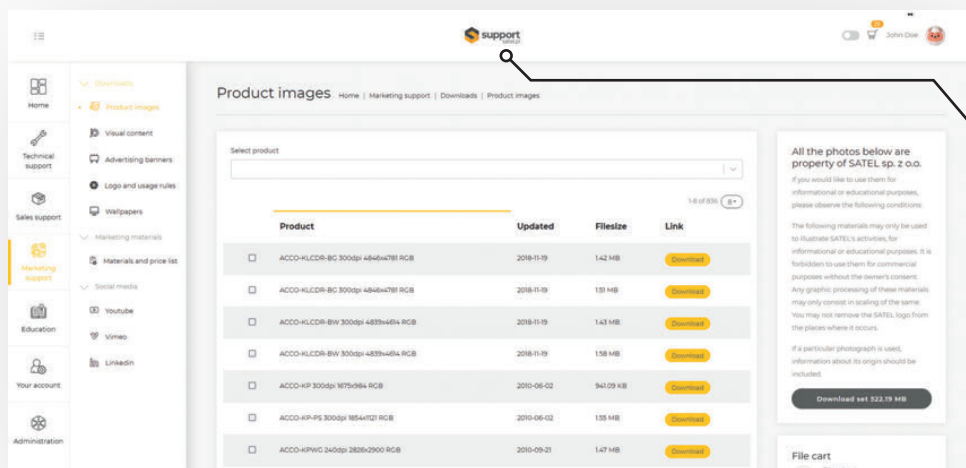 support
satel.pl
John Doe
Home
Technical
support
Sales support
Marketing
support
Education
Your account
Administration
Downloads
Product images
Visual content
Advertising banners
Logo and usage rules
Wallpapers
Marketing materials
Materials and price list
Social media
Youtube
Vimeo
Linkedin
Product images Home | Marketing support | Downloads | Product images
Select product
1-8 of 836 8
Product Updated Filesize Link
ACCO-KLCDR-BG 300dpi 4846x4781 RGB 2018-11-19 1.42 MB Download
ACCO-KLCDR-BG 300dpi 4846x4781 RGB 2018-11-19 1.51 MB Download
ACCO-KLCDR-BW 300dpi 4839x4614 RGB 2018-11-19 1.43 MB Download
ACCO-KLCDR-BW 300dpi 4839x4614 RGB 2018-11-19 1.58 MB Download
ACCO-KP 300dpi 1675x984 RGB 2010-06-02 941.09 KB Download
ACCO-KP-PS 300dpi 1854x1121 RGB 2010-06-02 1.55 MB Download
ACCO-KPWG 240dpi 2826x2900 RGB 2010-09-21 1.47 MB Download
All the photos below are
property of SATEL sp. z o.o.
If you would like to use them for
informational or educational purposes,
please observe the following conditions:
The following materials may only be used
to illustrate SATEL's activities, for
informational or educational purposes. It is
forbidden to use them for commercial
purposes without the owner's consent.
Any graphic processing of these materials
may only consist in scaling of the same.
You may not remove the SATEL logo from
the places where it occurs.
If a particular photograph is used,
information about its origin should be
included.
Download set 522.19 MB
File cart